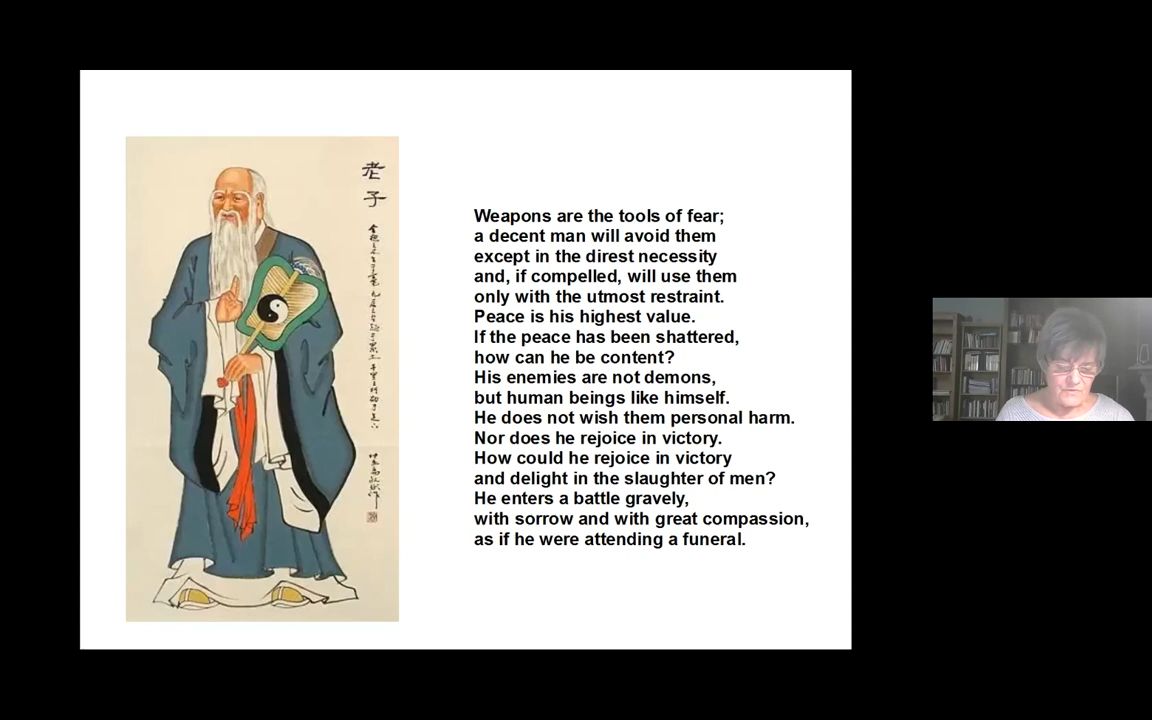 老子
Weapons are the tools of fear;
a decent man will avoid them
except in the direst necessity
and, if compelled, will use them
only with the utmost restraint.
Peace is his highest value.
If the peace has been shattered,
how can he be content?
His enemies are not demons,
but human beings like himself.
He does not wish them personal harm.
Nor does he rejoice in victory.
How could he rejoice in victory
and delight in the slaughter of men?
He enters a battle gravely,
with sorrow and with great compassion,
as if he were attending a funeral.